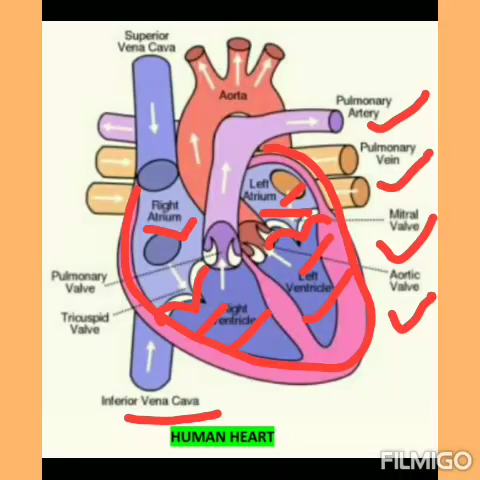 Superior
Vena Cava
Aorta
Pulmonary
Artery
Pulmonary
Vein
Left
Atrium
Right
Atrium
Mitral
Valve
Aortic
Valve
Pulmonary
Valve
Left
Ventricle
Tricuspid
Valve
Right
Ventricle
Inferior Vena Cava
HUMAN HEART
FILMIGO